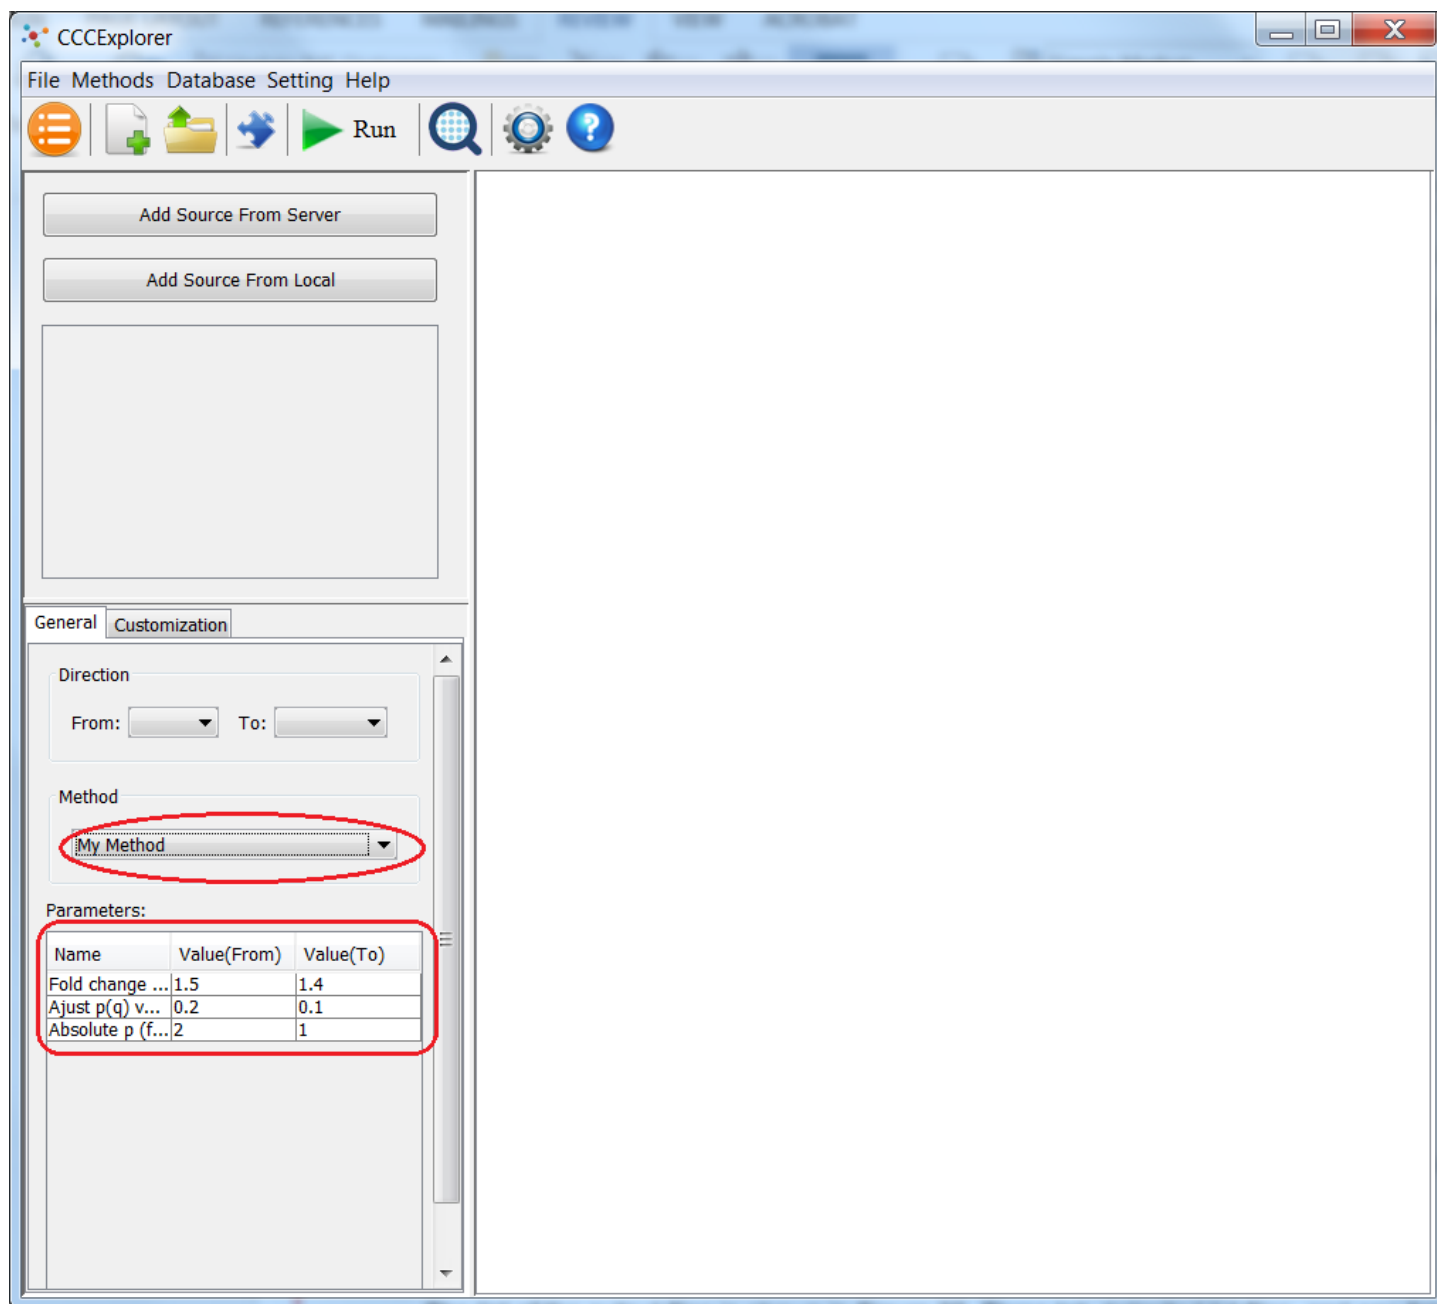 CCCExplorer
File Methods Database Setting Help
Run
Add Source From Server
Add Source From Local
General Customization
Direction
From: To:
Method
My Method
Parameters:
Name Value(From) Value(To)
Fold change ... 1.5 1.4
Ajust p(q) v... 0.2 0.1
Absolute p (f... 2 1